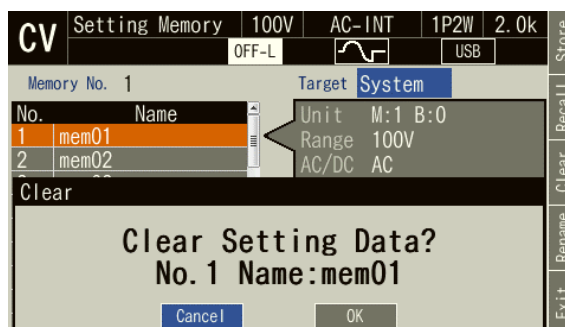 CV Setting Memory 100V AC-INT 1P2W 2.0k
OFF-L USB
Memory No. 1 Target System
No. Name
1 mem01
2 mem02
Unit M:1 B:0
Range 100V
AC/DC AC
Clear
Clear Setting Data?
No.1 Name:mem01
Cancel OK
Store
Recall
Clear
Rename
Exit